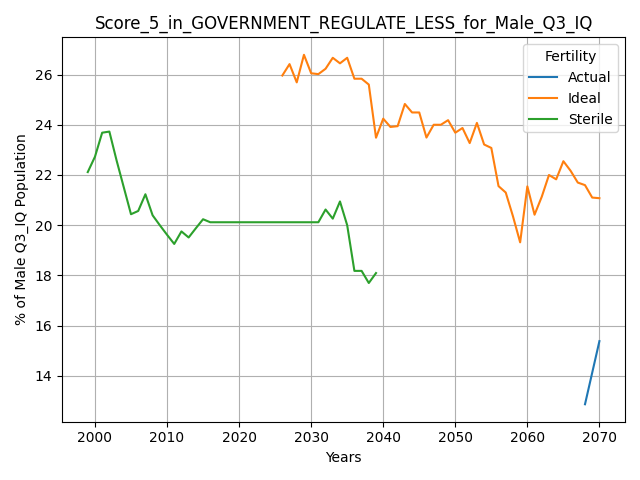 Score_5_in_GOVERNMENT_REGULATE_LESS_for_Male_Q3_IQ
% of Male Q3_IQ Population
26
24
22
20
18
16
14
Fertility
Actual
Ideal
Sterile
2000 2010 2020 2030 2040 2050 2060 2070
Years